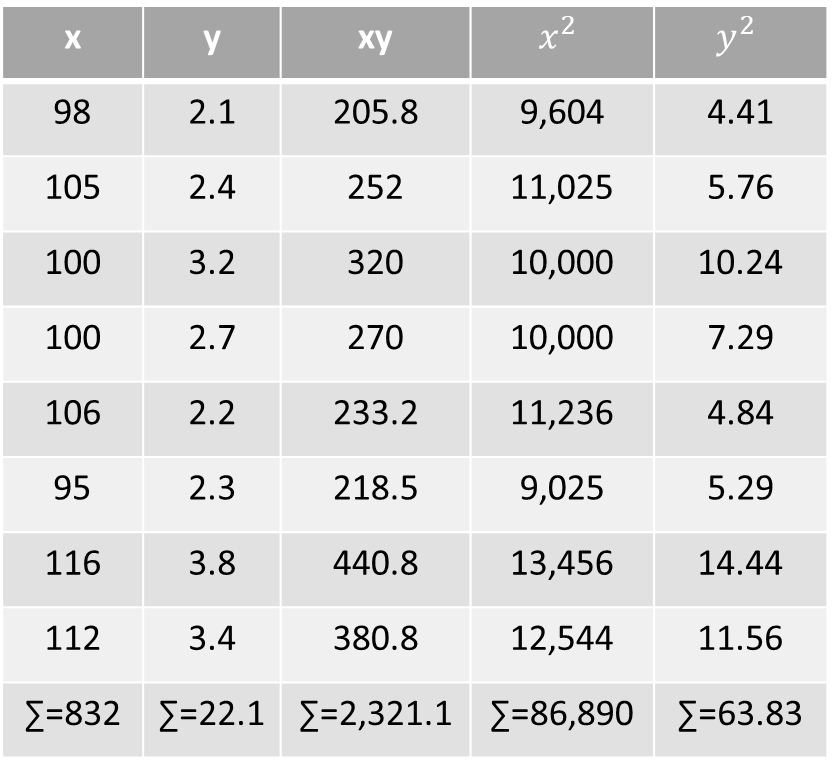 x y xy x² y²
98 2.1 205.8 9,604 4.41
105 2.4 252 11,025 5.76
100 3.2 320 10,000 10.24
100 2.7 270 10,000 7.29
106 2.2 233.2 11,236 4.84
95 2.3 218.5 9,025 5.29
116 3.8 440.8 13,456 14.44
112 3.4 380.8 12,544 11.56
∑=832 ∑=22.1 ∑=2,321.1 ∑=86,890 ∑=63.83